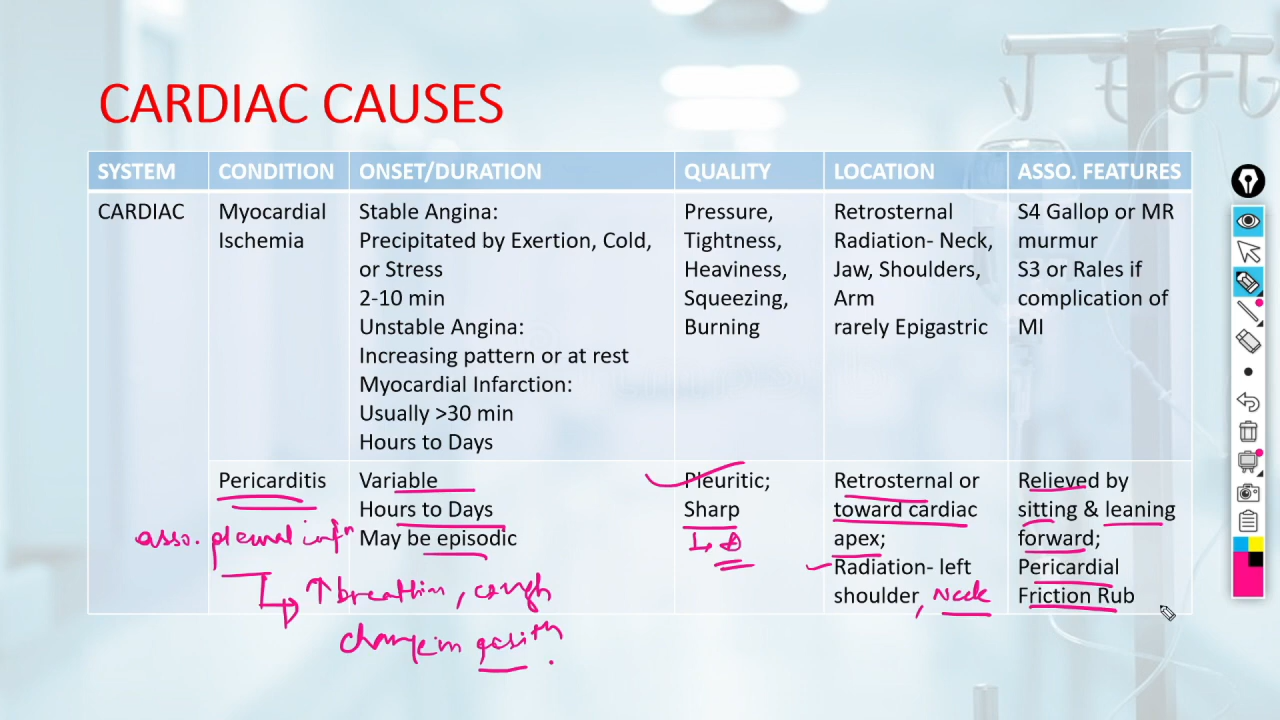 CARDIAC CAUSES
SYSTEM CONDITION ONSET/DURATION QUALITY LOCATION ASSO. FEATURES
CARDIAC
Myocardial
Ischemia
Stable Angina:
Precipitated by Exertion, Cold,
or Stress
2-10 min
Unstable Angina:
Increasing pattern or at rest
Myocardial Infarction:
Usually >30 min
Hours to Days
Pressure,
Tightness,
Heaviness,
Squeezing,
Burning
Retrosternal
Radiation- Neck,
Jaw, Shoulders,
Arm
rarely Epigastric
S4 Gallop or MR
murmur
S3 or Rales if
complication of
MI
Pericarditis
Variable
Hours to Days
May be episodic
Pleuritic;
Sharp
Retrosternal or
toward cardiac
apex;
Radiation- left
shoulder, Neck
Relieved by
sitting & leaning
forward;
Pericardial
Friction Rub
asso. pleural infn
↑ breathin, cough
change in